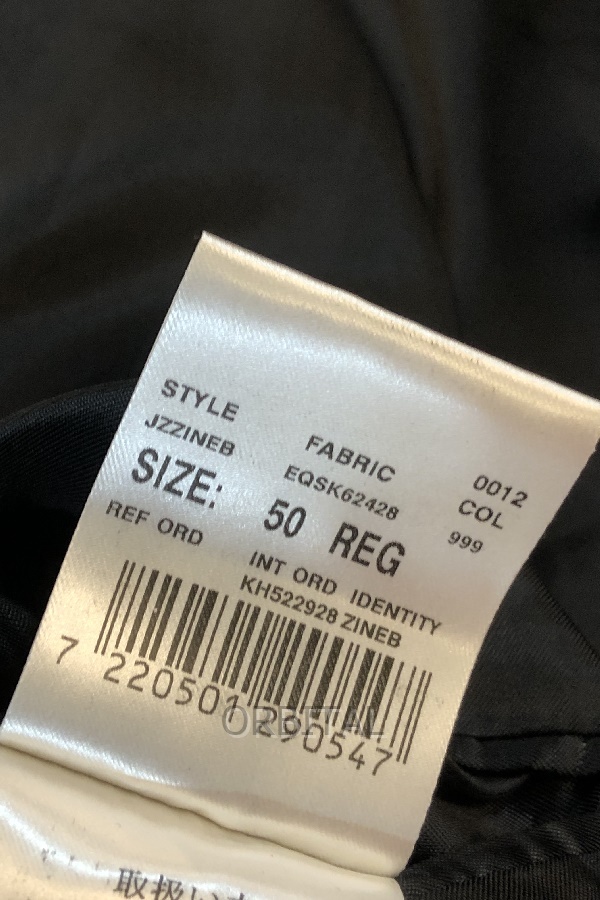 STYLE FABRIC 0012
JZZINEB EQSK62428 COL
SIZE: 50 REG 999
REF ORD INT ORD IDENTITY
KH522928 ZINEB
7 220501 290547
ORBITAL
取扱い